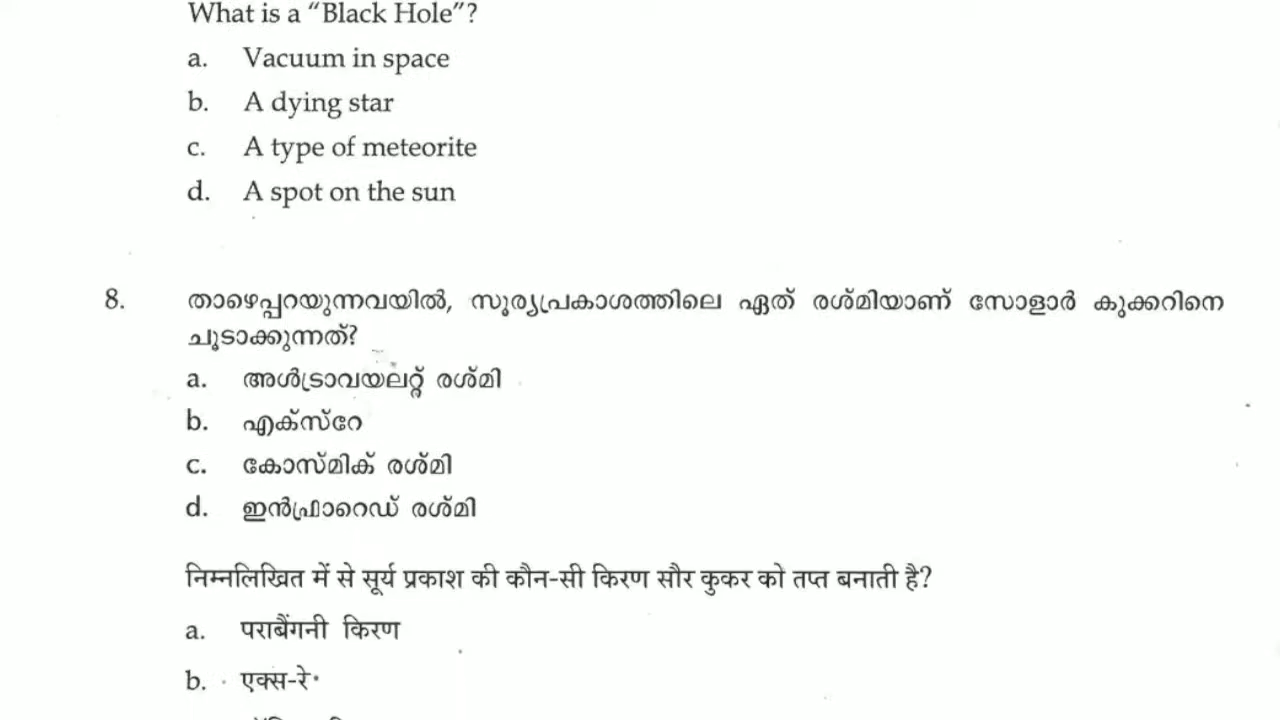 What is a “Black Hole”?
a. Vacuum in space
b. A dying star
c. A type of meteorite
d. A spot on the sun
8. താഴെപ്പറയുന്നവയിൽ, സൂര്യപ്രകാശത്തിലെ ഏത് രശ്മിയാണ് സോളാർ കുക്കറിനെ
ചൂടാക്കുന്നത്?
a. അൾട്രാവയലറ്റ് രശ്മി
b. എക്സ്റേ
c. കോസ്മിക് രശ്മി
d. ഇൻഫ്രാറെഡ് രശ്മി
निम्नलिखित में से सूर्य प्रकाश की कौन-सी किरण सौर कुकर को तप्त बनाती है?
a. पराबैंगनी किरण
b. एक्स-रे